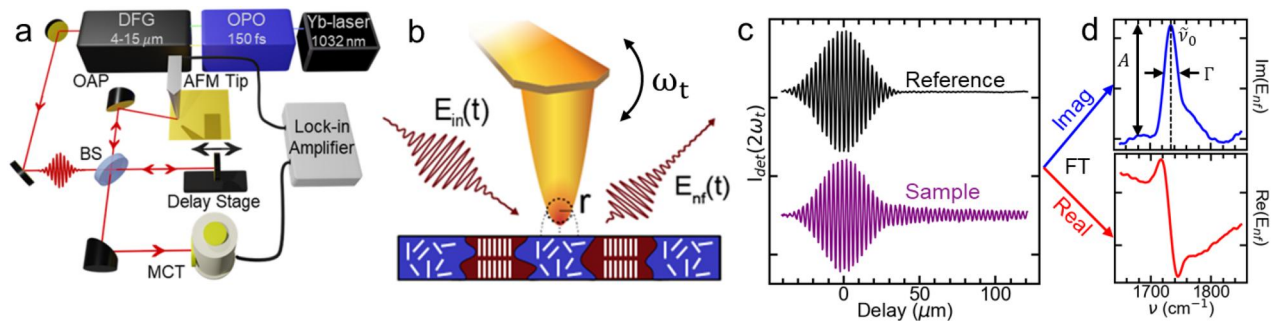 a
DFG
4-15 μm
OPO
150 fs
Yb-laser
1032 nm
OAP
AFM Tip
BS
Lock-in
Amplifier
Delay Stage
MCT
b
ω_t
E_in(t)
E_nf(t)
r
c
I_det(2ω_t)
Reference
Sample
0
50
100
Delay (μm)
Imag
FT
Real
d
A
ṽ_0
Γ
Im(E_nf)
Re(E_nf)
1700
1800
ν (cm⁻¹)